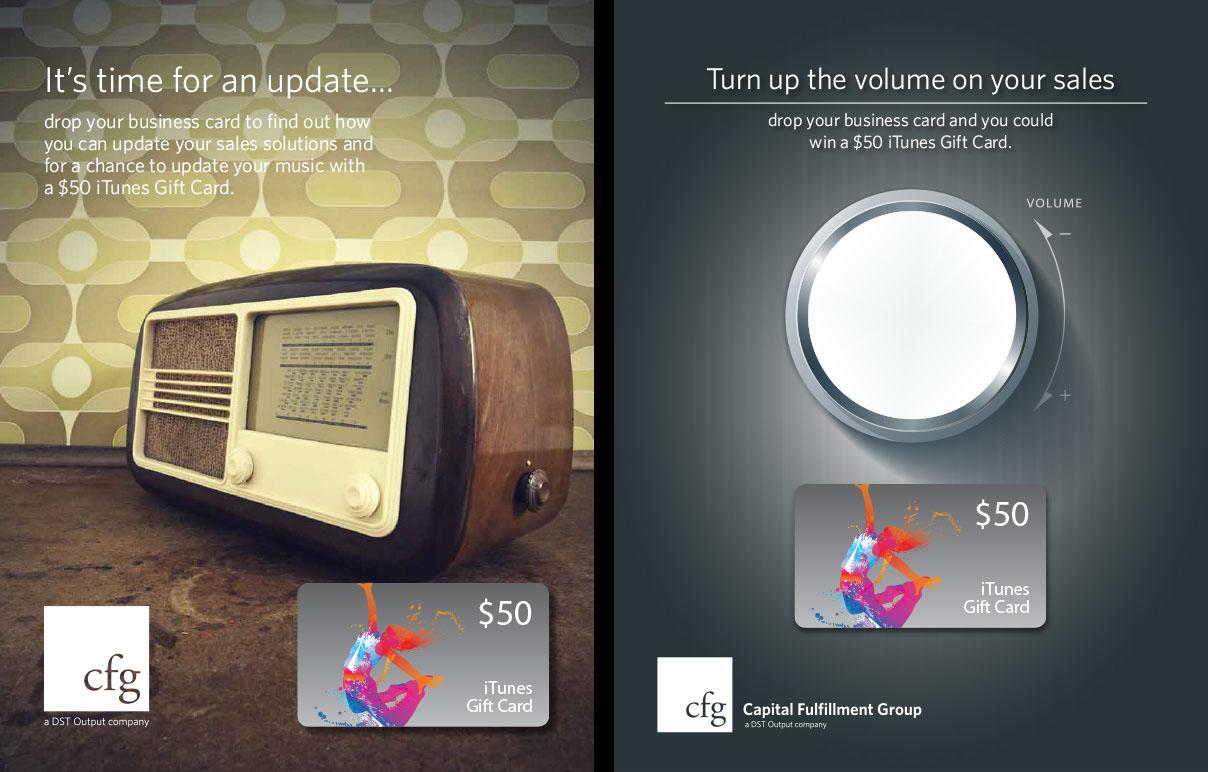 It's time for an update...
drop your business card to find out how
you can update your sales solutions and
for a chance to update your music with
a $50 iTunes Gift Card.
$50
iTunes
Gift Card
cfg
a DST Output company
Turn up the volume on your sales
drop your business card and you could
win a $50 iTunes Gift Card.
VOLUME
–
+
$50
iTunes
Gift Card
cfg
Capital Fulfillment Group
a DST Output company